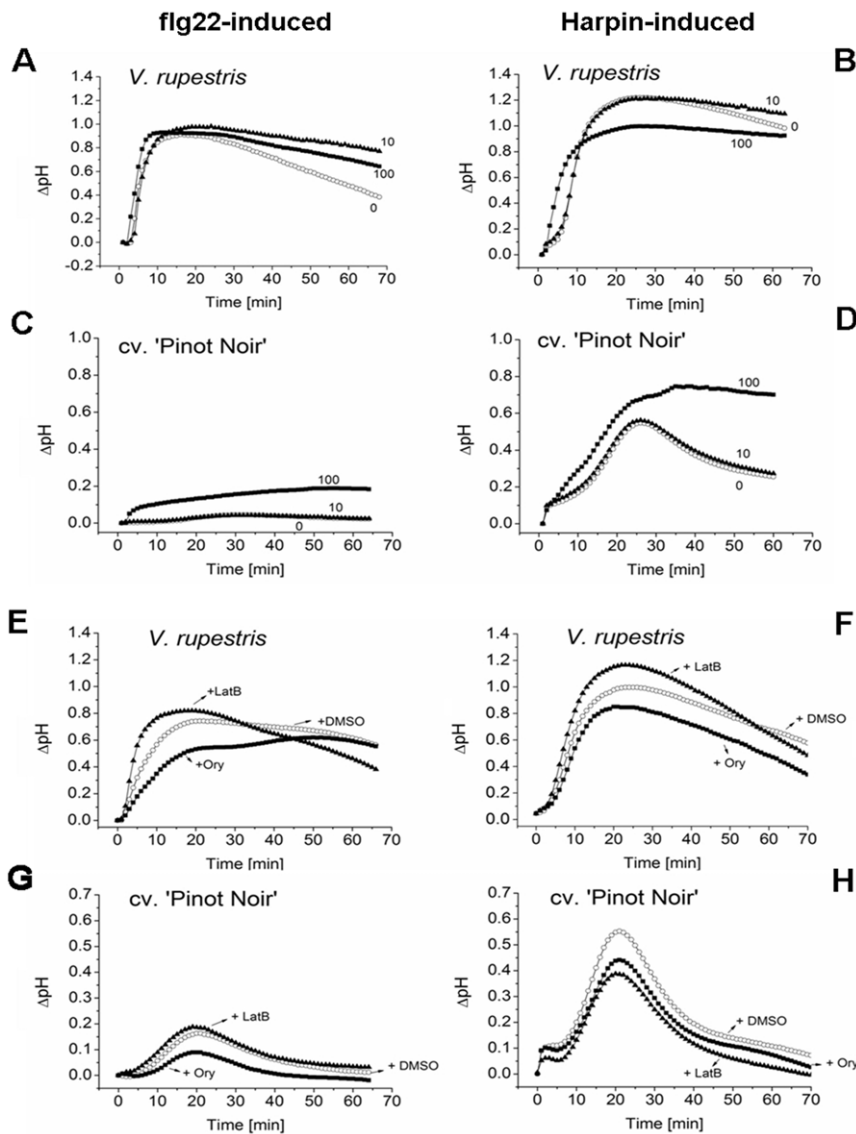 flg22-induced
Harpin-induced
A
V. rupestris
1.4
1.2
1.0
0.8
0.6
0.4
0.2
0.0
-0.2
ΔpH
10
100
0
0 10 20 30 40 50 60 70
Time [min]
B
V. rupestris
1.4
1.2
1.0
0.8
0.6
0.4
0.2
0.0
ΔpH
10
0
100
0 10 20 30 40 50 60 70
Time [min]
C
cv. 'Pinot Noir'
1.0
0.8
0.6
0.4
0.2
0.0
ΔpH
100
10
0
0 10 20 30 40 50 60 70
Time [min]
D
cv. 'Pinot Noir'
1.0
0.8
0.6
0.4
0.2
0.0
ΔpH
100
10
0
0 10 20 30 40 50 60 70
Time [min]
E
V. rupestris
1.4
1.2
1.0
0.8
0.6
0.4
0.2
0.0
ΔpH
+LatB
+DMSO
+Ory
0 10 20 30 40 50 60 70
Time [min]
F
V. rupestris
1.4
1.2
1.0
0.8
0.6
0.4
0.2
0.0
ΔpH
+ LatB
+ DMSO
+ Ory
0 10 20 30 40 50 60 70
Time [min]
G
cv. 'Pinot Noir'
0.7
0.6
0.5
0.4
0.3
0.2
0.1
0.0
ΔpH
+ LatB
+ Ory
+ DMSO
0 10 20 30 40 50 60 70
Time [min]
H
cv. 'Pinot Noir'
0.7
0.6
0.5
0.4
0.3
0.2
0.1
0.0
ΔpH
+ DMSO
+ LatB
+ Ory
0 10 20 30 40 50 60 70
Time [min]